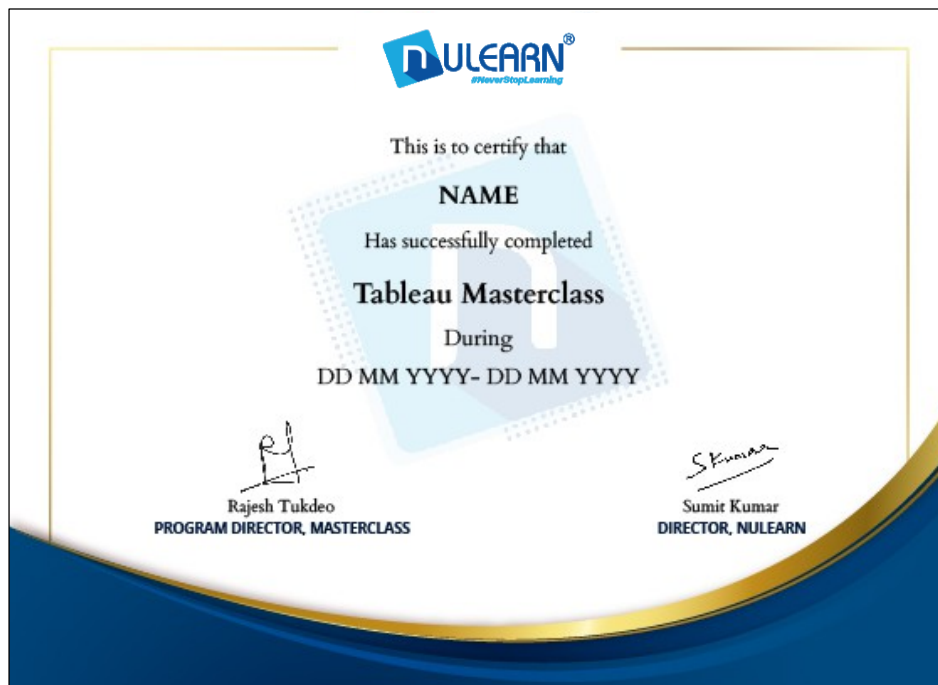 nULEARN®
#NeverStopLearning
This is to certify that
NAME
Has successfully completed
Tableau Masterclass
During
DD MM YYYY- DD MM YYYY
Rajesh Tukdeo
PROGRAM DIRECTOR, MASTERCLASS
SKumar
Sumit Kumar
DIRECTOR, NULEARN